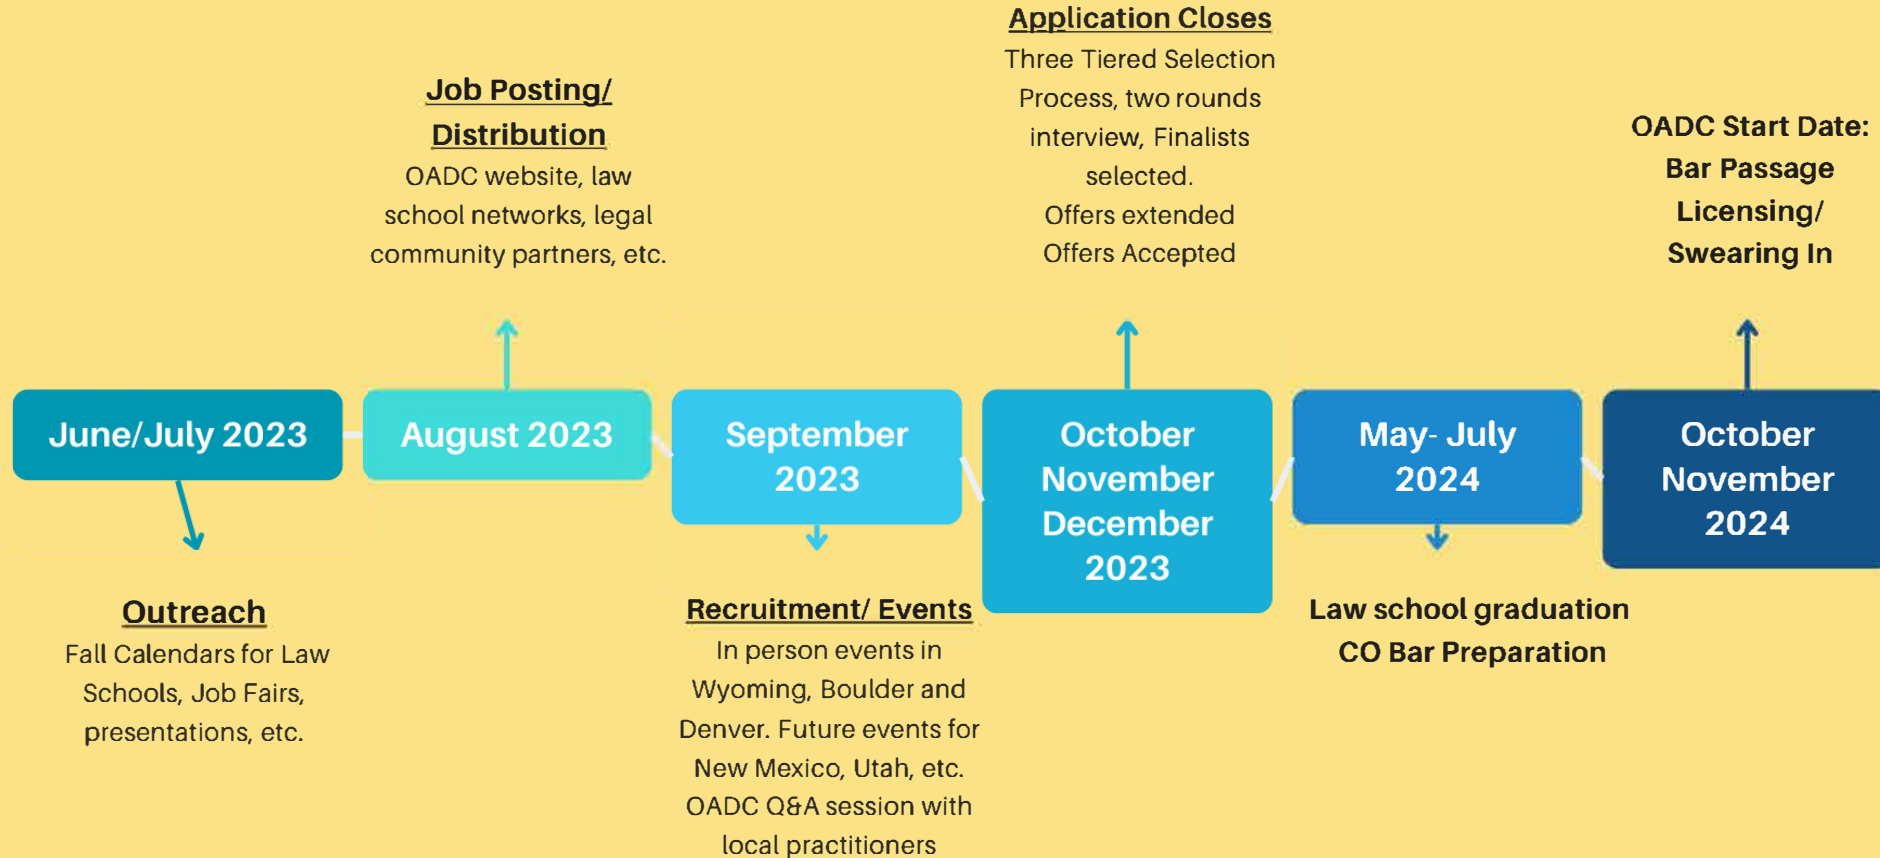 Application Closes
Three Tiered Selection
Process, two rounds
interview, Finalists
selected.
Offers extended
Offers Accepted
Job Posting/
Distribution
OADC website, law
school networks, legal
community partners, etc.
OADC Start Date:
Bar Passage
Licensing/
Swearing In
June/July 2023
August 2023
September
2023
October
November
December
2023
May- July
2024
October
November
2024
Outreach
Fall Calendars for Law
Schools, Job Fairs,
presentations, etc.
Recruitment/ Events
In person events in
Wyoming, Boulder and
Denver. Future events for
New Mexico, Utah, etc.
OADC Q&A session with
local practitioners
Law school graduation
CO Bar Preparation